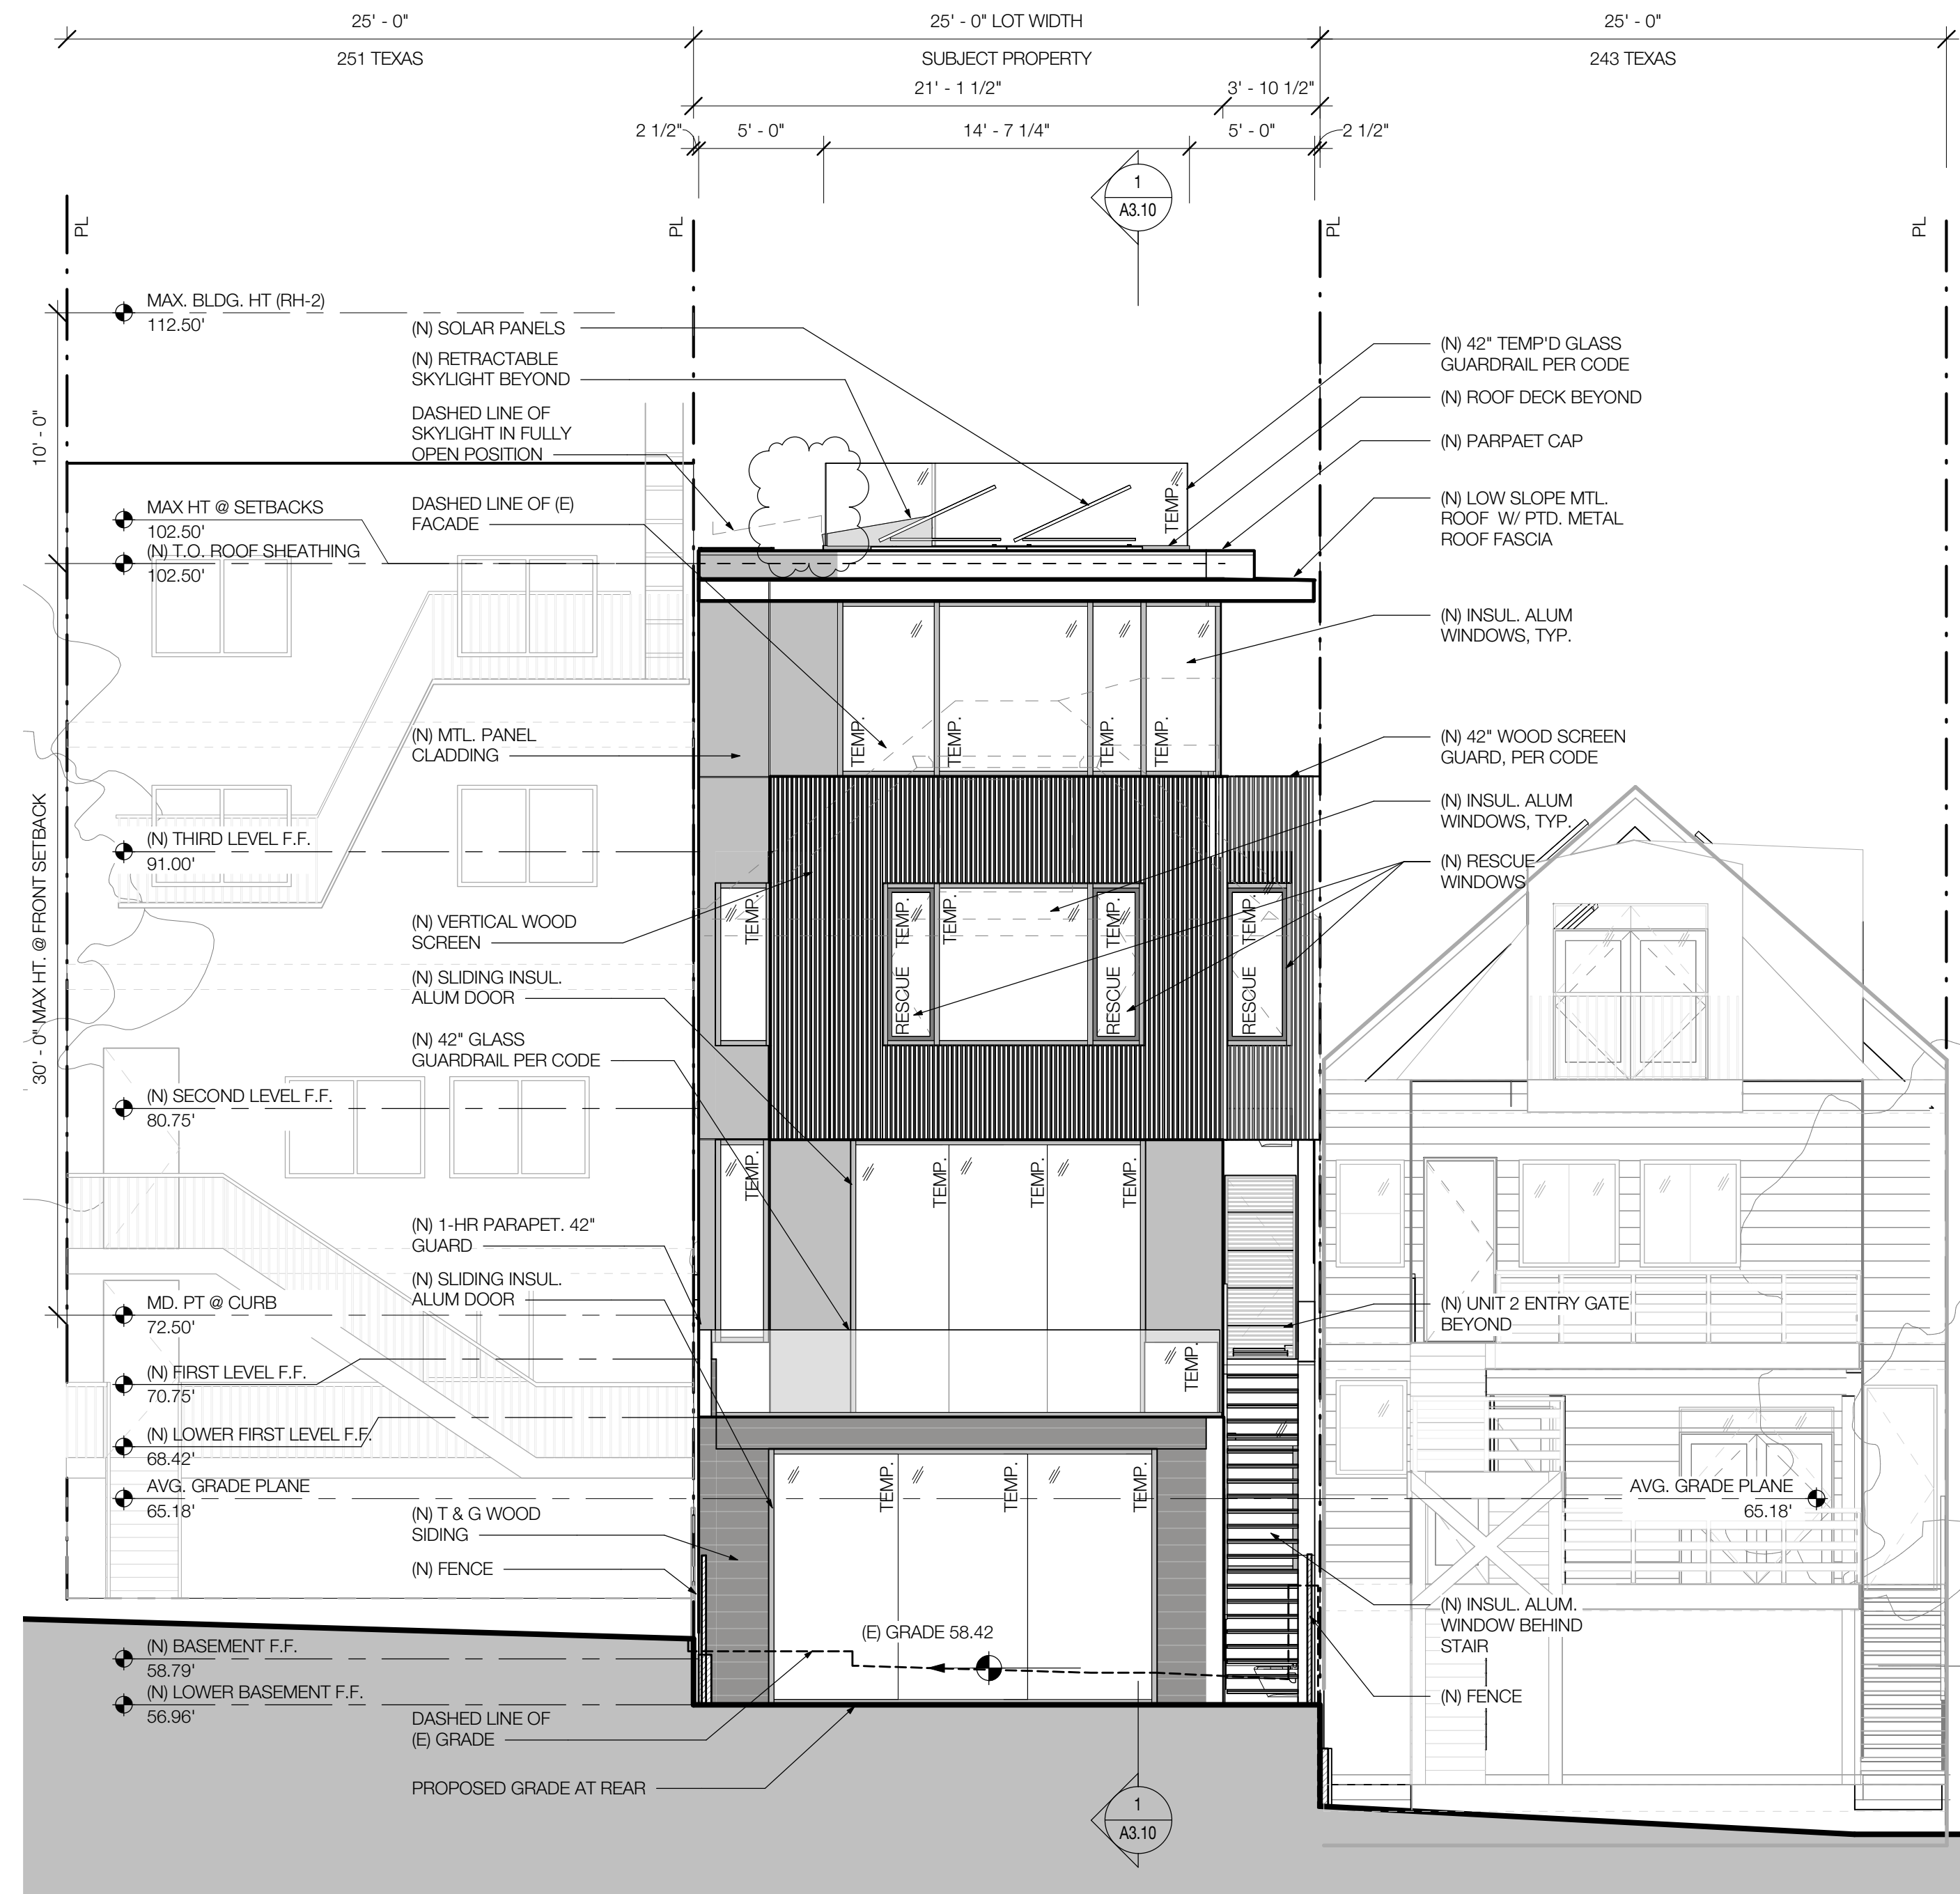 25' - 0"
25' - 0" LOT WIDTH
25' - 0"
251 TEXAS
SUBJECT PROPERTY
243 TEXAS
21' - 1 1/2"
3' - 10 1/2"
2 1/2"
5' - 0"
14' - 7 1/4"
5' - 0"
2 1/2"
1
A3.10
PL
PL
PL
PL
MAX. BLDG. HT (RH-2)
112.50'
10' - 0"
MAX HT @ SETBACKS
102.50'
(N) T.O. ROOF SHEATHING
102.50'
30' - 0" MAX HT. @ FRONT SETBACK
(N) THIRD LEVEL F.F.
91.00'
(N) SECOND LEVEL F.F.
80.75'
MD. PT @ CURB
72.50'
(N) FIRST LEVEL F.F.
70.75'
(N) LOWER FIRST LEVEL F.F.
68.42'
AVG. GRADE PLANE
65.18'
(N) BASEMENT F.F.
58.79'
(N) LOWER BASEMENT F.F.
56.96'
(N) SOLAR PANELS
(N) RETRACTABLE
SKYLIGHT BEYOND
DASHED LINE OF
SKYLIGHT IN FULLY
OPEN POSITION
DASHED LINE OF (E)
FACADE
(N) MTL. PANEL
CLADDING
(N) VERTICAL WOOD
SCREEN
(N) SLIDING INSUL.
ALUM DOOR
(N) 42" GLASS
GUARDRAIL PER CODE
(N) 1-HR PARAPET. 42"
GUARD
(N) SLIDING INSUL.
ALUM DOOR
(N) T & G WOOD
SIDING
(N) FENCE
DASHED LINE OF
(E) GRADE
PROPOSED GRADE AT REAR
TEMP.
TEMP.
TEMP.
TEMP.
TEMP.
TEMP.
TEMP.
TEMP.
TEMP.
TEMP.
RESCUE
RESCUE
RESCUE
TEMP.
TEMP.
TEMP.
TEMP.
TEMP.
TEMP.
TEMP.
TEMP.
(E) GRADE 58.42
(N) 42" TEMP'D GLASS
GUARDRAIL PER CODE
(N) ROOF DECK BEYOND
(N) PARPAET CAP
(N) LOW SLOPE MTL.
ROOF W/ PTD. METAL
ROOF FASCIA
(N) INSUL. ALUM
WINDOWS, TYP.
(N) 42" WOOD SCREEN
GUARD, PER CODE
(N) INSUL. ALUM
WINDOWS, TYP.
(N) RESCUE
WINDOWS
(N) UNIT 2 ENTRY GATE
BEYOND
AVG. GRADE PLANE
65.18'
(N) INSUL. ALUM.
WINDOW BEHIND
STAIR
(N) FENCE
1
A3.10